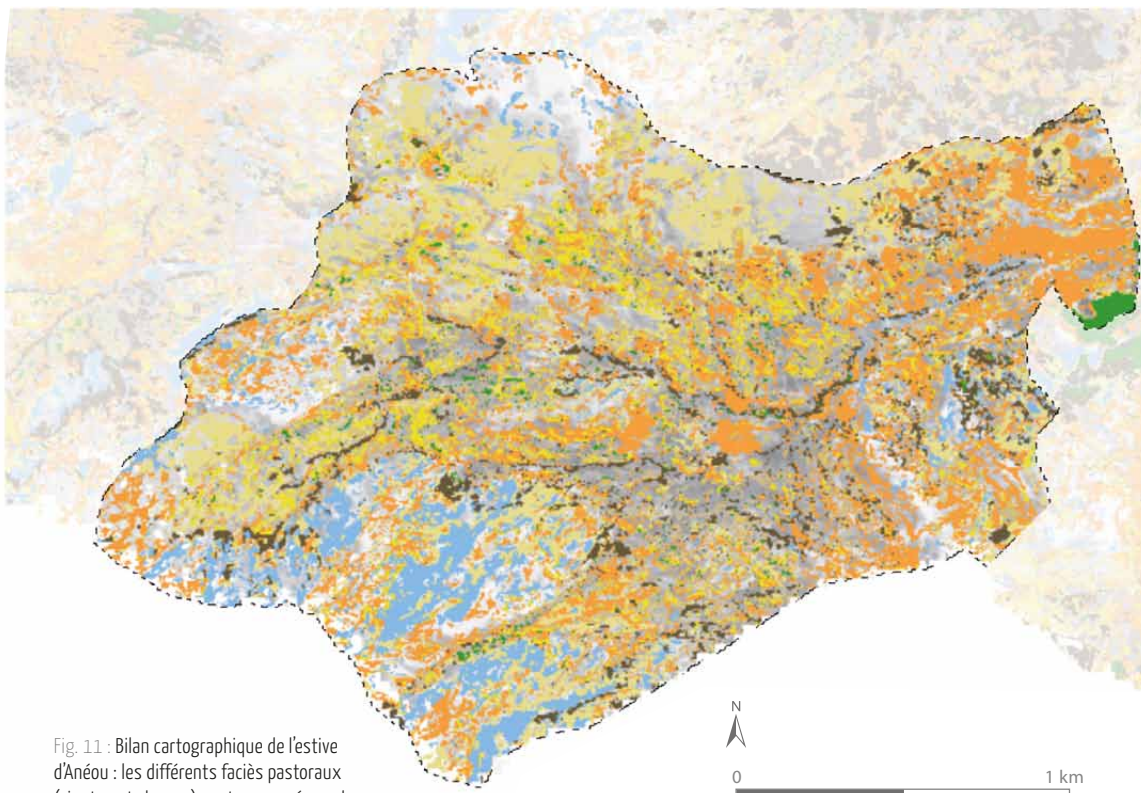 Fig. 11 : Bilan cartographique de l'estive
d'Anéou : les différents faciès pastoraux
N
0 1 km